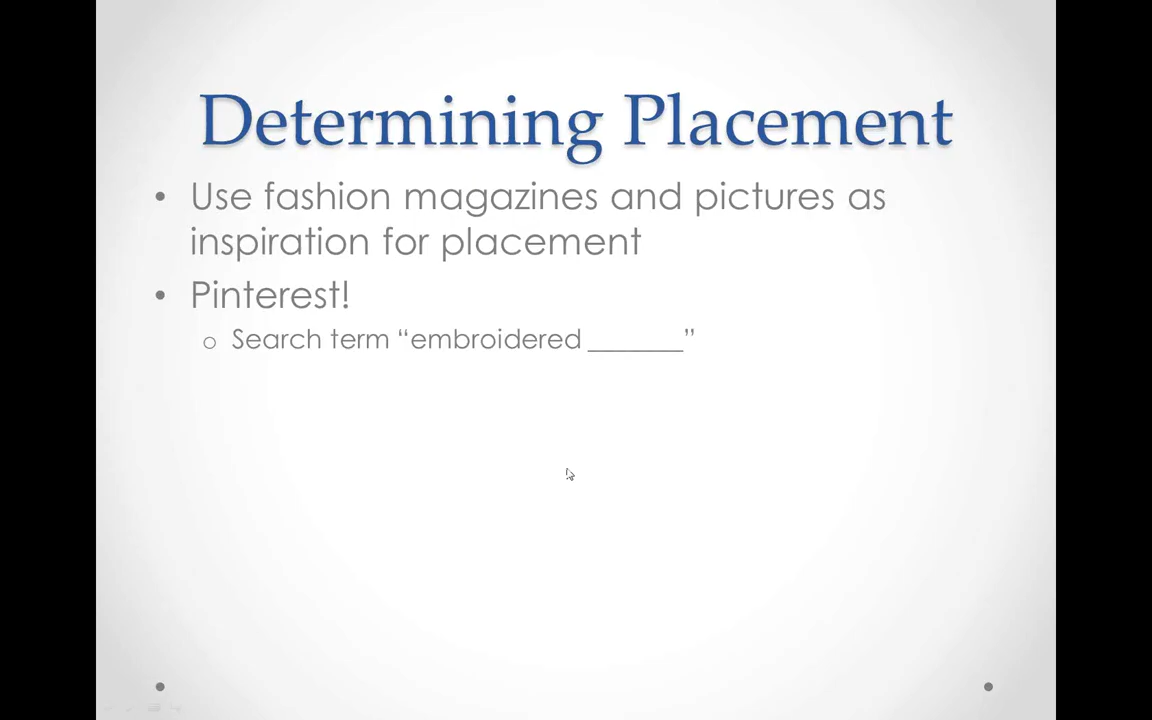 Determining Placement
• Use fashion magazines and pictures as
inspiration for placement
• Pinterest!
o Search term “embroidered _______”